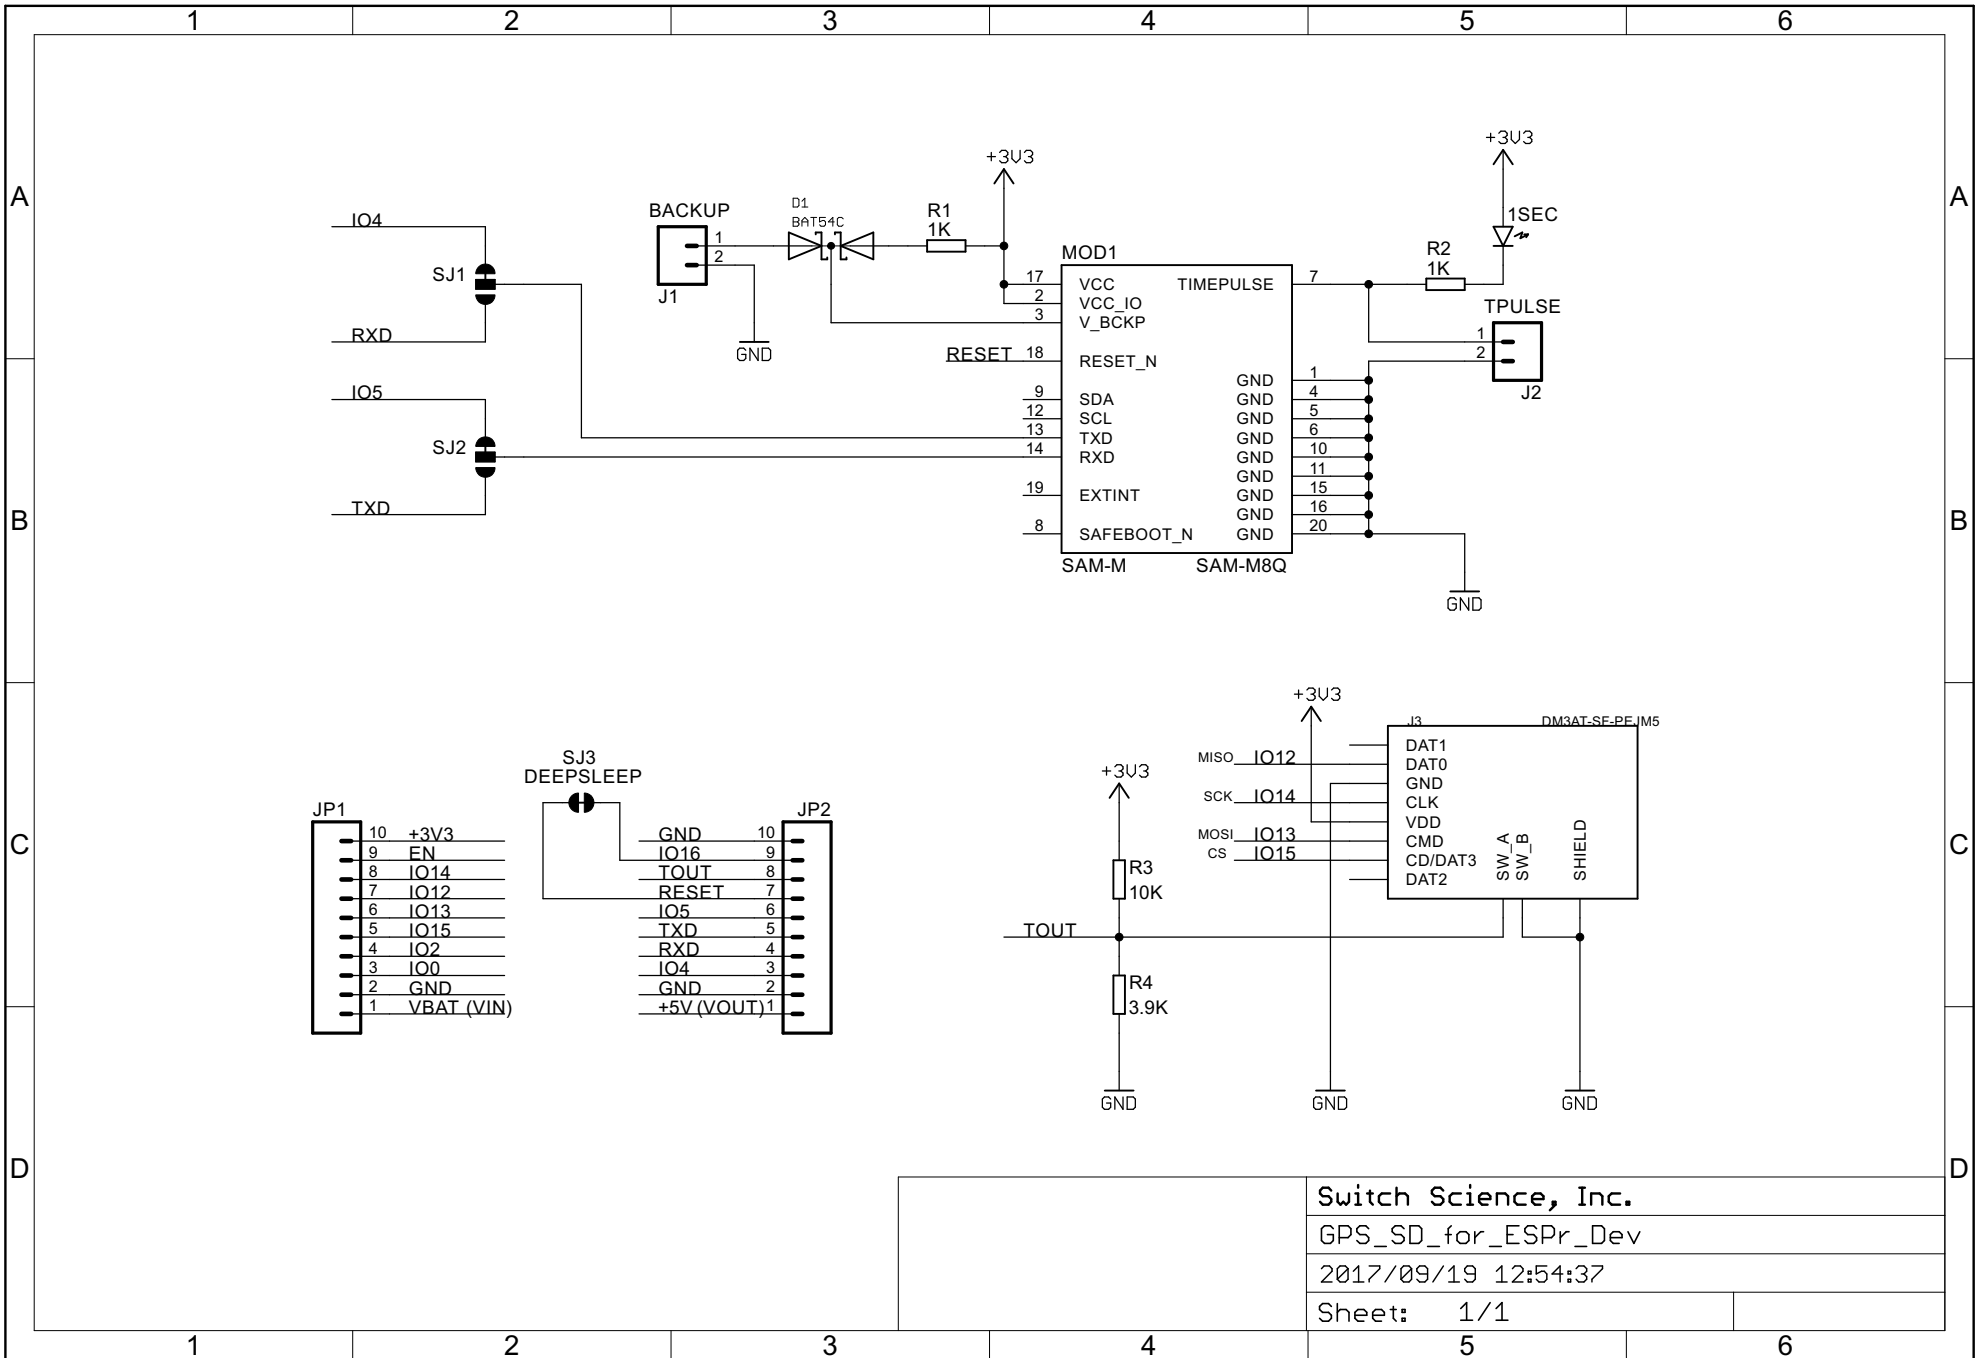 1 2 3 4 5 6
A A
B B
C C
D D
IO4
SJ1
RXD
IO5
SJ2
TXD
BACKUP
1
2
J1
GND
D1
BAT54C
R1
1K
+3V3
MOD1
17 VCC
2 VCC_IO
3 V_BCKP
RESET 18 RESET_N
9 SDA
12 SCL
13 TXD
14 RXD
19 EXTINT
8 SAFEBOOT_N
TIMEPULSE 7
GND 1
GND 4
GND 5
GND 6
GND 10
GND 11
GND 15
GND 16
GND 20
SAM-M SAM-M8Q
+3V3
1SEC
R2
1K
TPULSE
1
2
J2
GND
SJ3
DEEPSLEEP
JP1
10 +3V3
9 EN
8 IO14
7 IO12
6 IO13
5 IO15
4 IO2
3 IO0
2 GND
1 VBAT (VIN)
JP2
GND 10
IO16 9
TOUT 8
RESET 7
IO5 6
TXD 5
RXD 4
IO4 3
GND 2
+5V (VOUT) 1
+3V3
R3
10K
TOUT
R4
3.9K
GND
+3V3
J3 DM3AT-SF-PEJM5
DAT1
MISO IO12 DAT0
GND
SCK IO14 CLK
VDD
MOSI IO13 CMD
CS IO15 CD/DAT3
DAT2
SW_A
SW_B
SHIELD
GND
GND
Switch Science, Inc.
GPS_SD_for_ESPr_Dev
2017/09/19 12:54:37
Sheet: 1/1
1 2 3 4 5 6